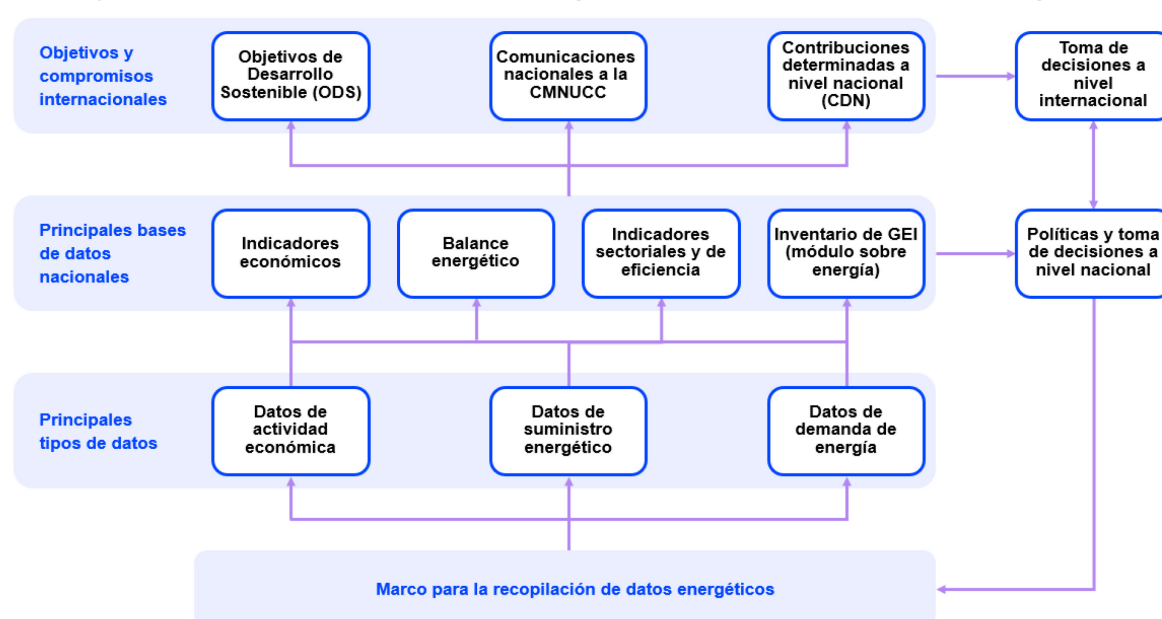 Objetivos y
compromisos
internacionales
Objetivos de
Desarrollo
Sostenible (ODS)
Comunicaciones
nacionales a la
CMNUCC
Contribuciones
determinadas a
nivel nacional
(CDN)
Toma de
decisiones a
nivel
internacional
Principales bases
de datos
nacionales
Indicadores
económicos
Balance
energético
Indicadores
sectoriales y de
eficiencia
Inventario de GEI
(módulo sobre
energía)
Políticas y toma
de decisiones a
nivel nacional
Principales
tipos de datos
Datos de
actividad
económica
Datos de
suministro
energético
Datos de
demanda de
energía
Marco para la recopilación de datos energéticos